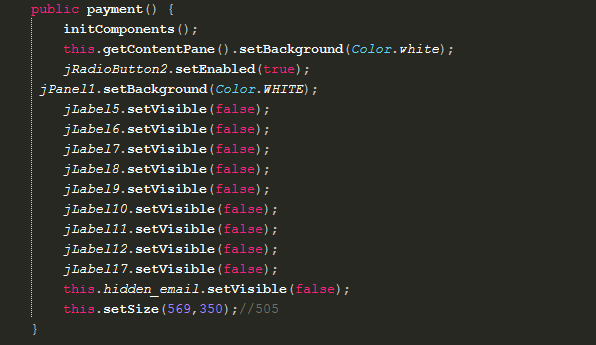 public payment() {
initComponents();
this.getContentPane().setBackground(Color.white);
jRadioButton2.setEnabled(true);
jPanel1.setBackground(Color.WHITE);
jLabel5.setVisible(false);
jLabel6.setVisible(false);
jLabel7.setVisible(false);
jLabel8.setVisible(false);
jLabel9.setVisible(false);
jLabel10.setVisible(false);
jLabel11.setVisible(false);
jLabel12.setVisible(false);
jLabel17.setVisible(false);
this.hidden_email.setVisible(false);
this.setSize(569,350);//505
}